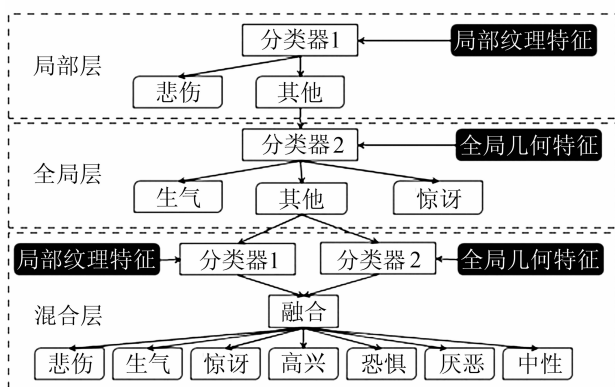 分类器1
局部纹理特征
局部层
悲伤
其他
分类器2
全局几何特征
全局层
生气
其他
惊讶
局部纹理特征
分类器1
分类器2
全局几何特征
混合层
融合
悲伤
生气
惊讶
高兴
恐惧
厌恶
中性